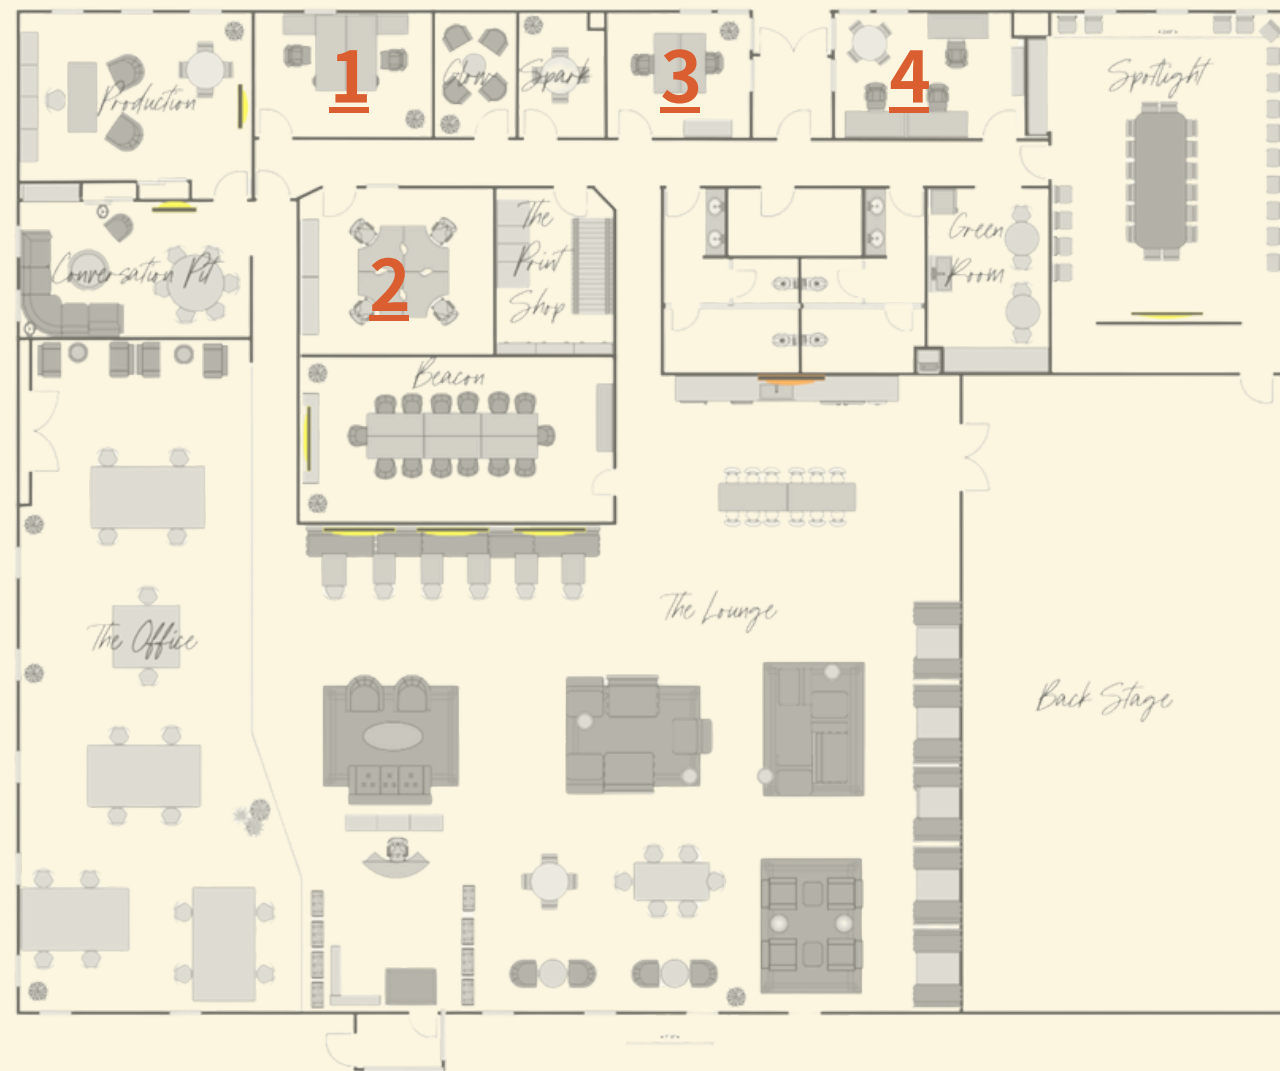 Production
1
Glow
Spark
3
4
Spotlight
Conversation Pit
2
The
Print
Shop
Green
Room
Beacon
The Office
The Lounge
Back Stage